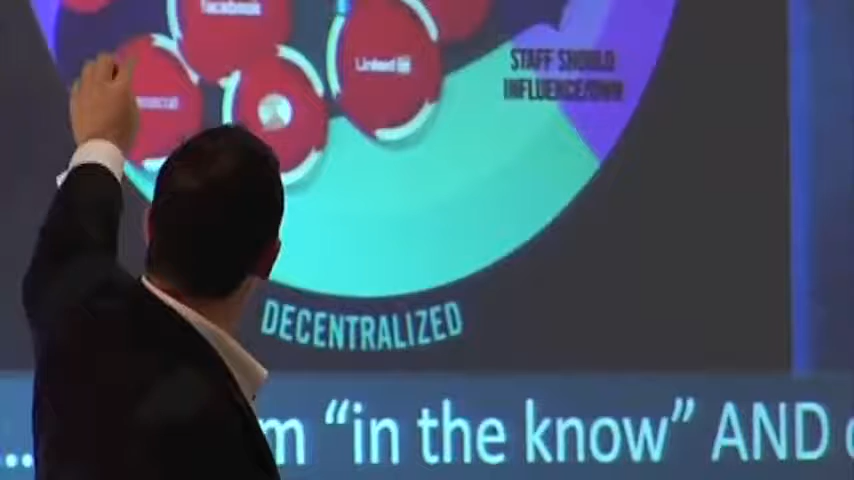 facebook
Linked in
STAFF SHOULD
INFLUENCE/OWN
DECENTRALIZED
... m “in the know” AND